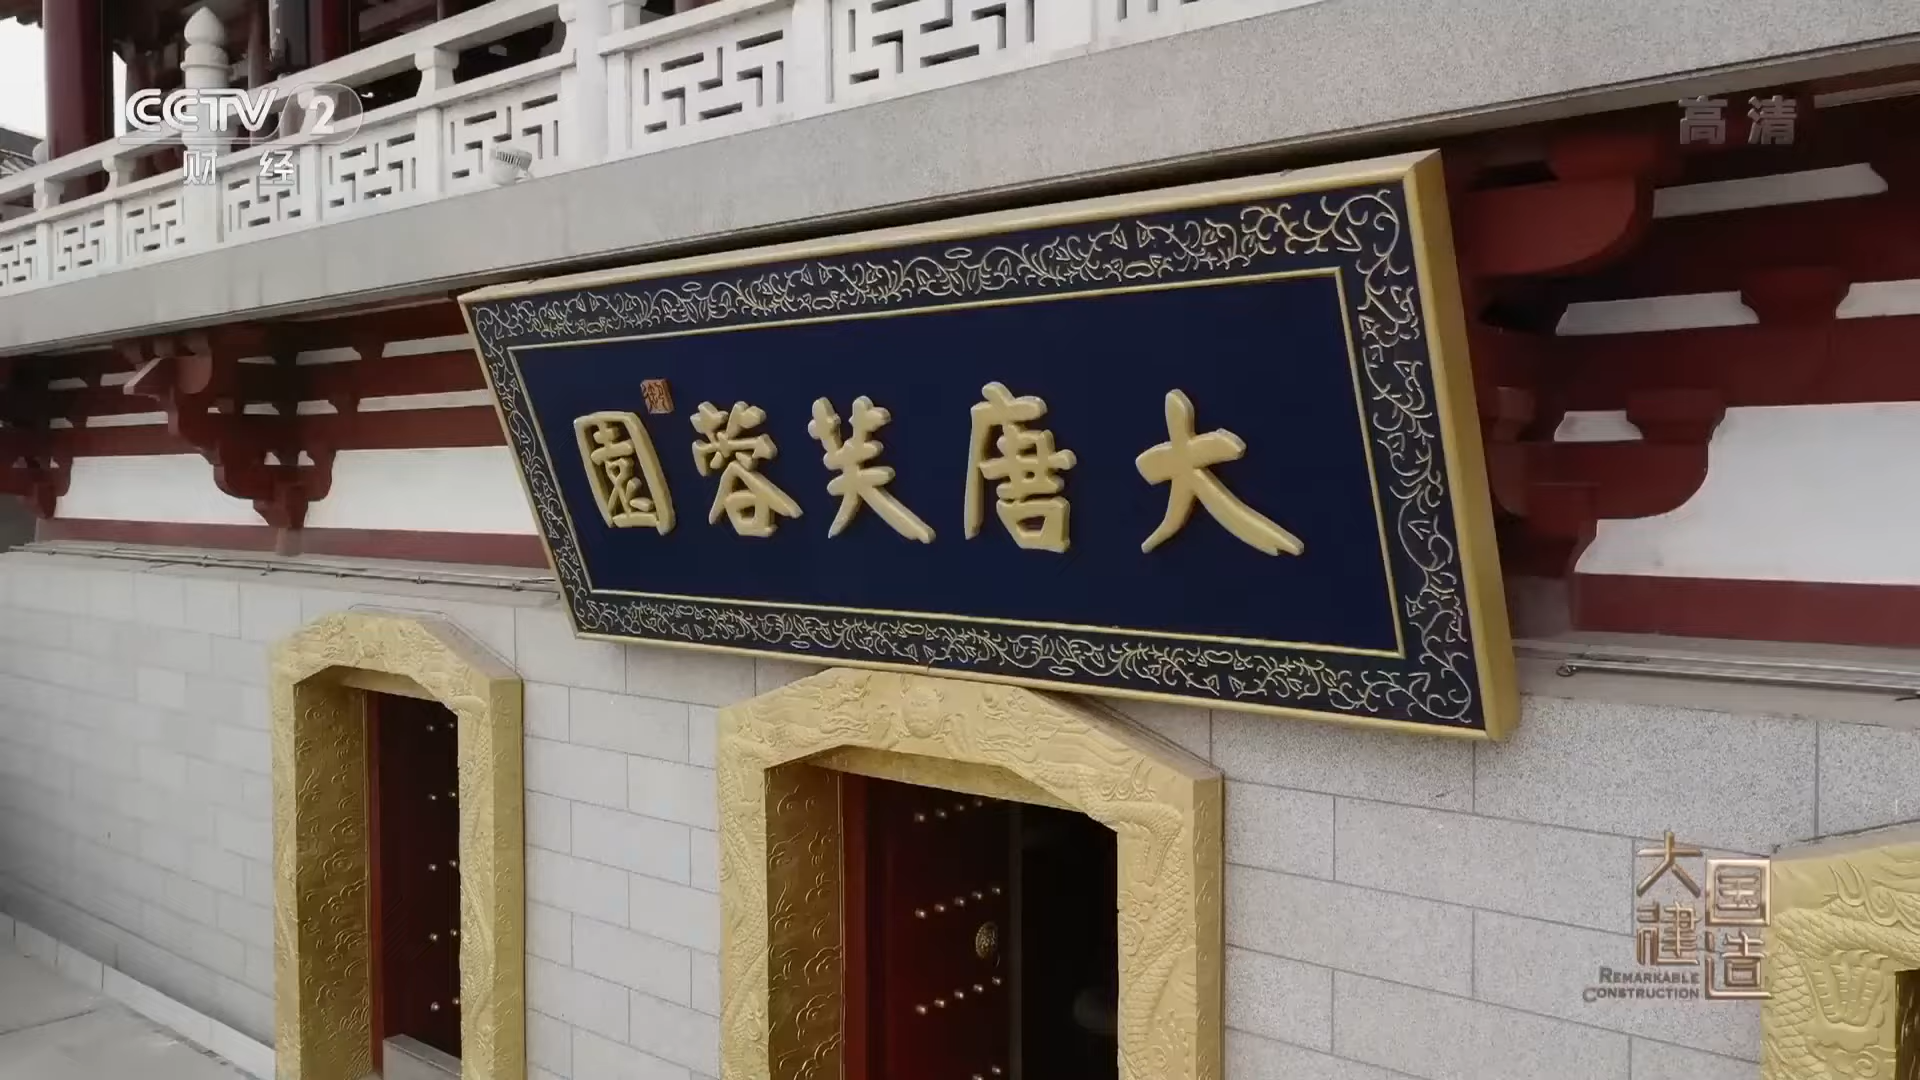 CCTV 2
财经
高清
大唐芙蓉園
大国建造
REMARKABLE
CONSTRUCTION